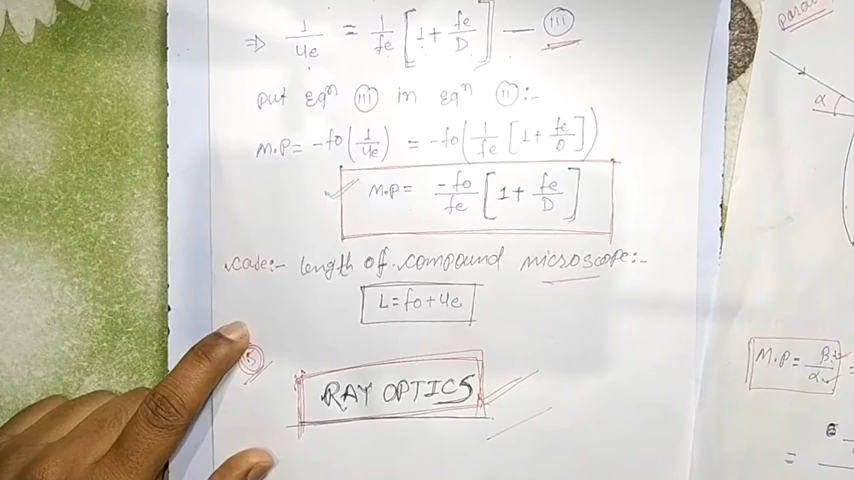 ⇒ 1/ue = 1/fe [1 + fe/D] — (III)
put eqⁿ (III) in eqⁿ (II):-
M.P = -fo(1/ue) = -fo(1/fe [1 + fe/D])
M.P = -fo/fe [1 + fe/D]
Case:- length of compound microscope:-
L = fo + ue
(5)
RAY OPTICS
α
M.P = β/α =
=